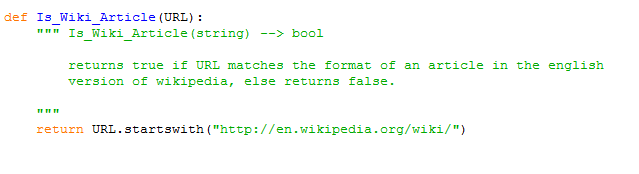 def Is_Wiki_Article(URL):
    """ Is_Wiki_Article(string) --> bool
        returns true if URL matches the format of an article in the english
        version of wikipedia, else returns false.
    """
    return URL.startswith("http://en.wikipedia.org/wiki/")